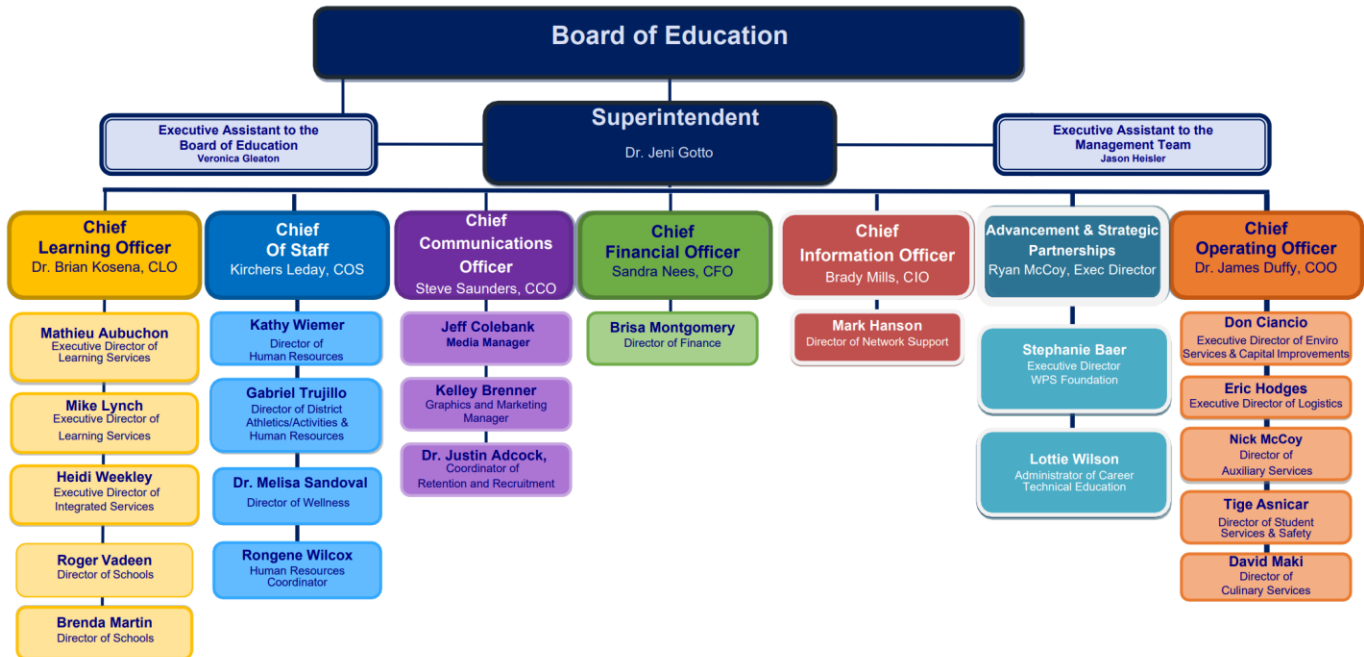 Board of Education
Superintendent
Dr. Jeni Gotto
Executive Assistant to the
Board of Education
Veronica Gleaton
Executive Assistant to the
Management Team
Jason Heisler
Chief
Learning Officer
Dr. Brian Kosena, CLO
Mathieu Aubuchon
Executive Director of
Learning Services
Mike Lynch
Executive Director of
Learning Services
Heidi Weekley
Executive Director of
Integrated Services
Roger Vadeen
Director of Schools
Brenda Martin
Director of Schools
Chief
Of Staff
Kirchers Leday, COS
Kathy Wiemer
Director of
Human Resources
Gabriel Trujillo
Director of District
Athletics/Activities &
Human Resources
Dr. Melisa Sandoval
Director of Wellness
Rongene Wilcox
Human Resources
Coordinator
Chief
Communications
Officer
Steve Saunders, CCO
Jeff Colebank
Media Manager
Kelley Brenner
Graphics and Marketing
Manager
Dr. Justin Adcock,
Coordinator of
Retention and Recruitment
Chief
Financial Officer
Sandra Nees, CFO
Brisa Montgomery
Director of Finance
Chief
Information Officer
Brady Mills, CIO
Mark Hanson
Director of Network Support
Advancement & Strategic
Partnerships
Ryan McCoy, Exec Director
Stephanie Baer
Executive Director
WPS Foundation
Lottie Wilson
Administrator of Career
Technical Education
Chief
Operating Officer
Dr. James Duffy, COO
Don Ciancio
Executive Director of Enviro
Services & Capital Improvements
Eric Hodges
Executive Director of Logistics
Nick McCoy
Director of
Auxiliary Services
Tige Asnicar
Director of Student
Services & Safety
David Maki
Director of
Culinary Services